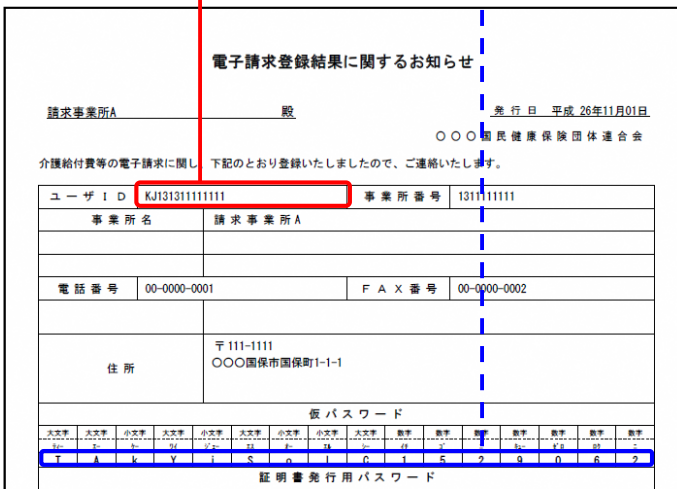 電子請求登録結果に関するお知らせ
請求事業所A 殿 発行日 平成 26年11月01日
〇〇〇国民健康保険団体連合会
介護給付費等の電子請求に関し、下記のとおり登録いたしましたので、ご連絡いたします。
ユーザＩＤ KJ131311111111 事業所番号 1311111111
事業所名 請求事業所A
電話番号 00-0000-0001 ＦＡＸ番号 00-0000-0002
住所 〒111-1111
〇〇〇国保市国保町1-1-1
仮パスワード
大文字 大文字 小文字 大文字 小文字 大文字 小文字 小文字 大文字 数字 数字 数字 数字 数字 数字 数字
T A k Y j S o l C 1 5 2 9 0 6 2
証明書発行用パスワード